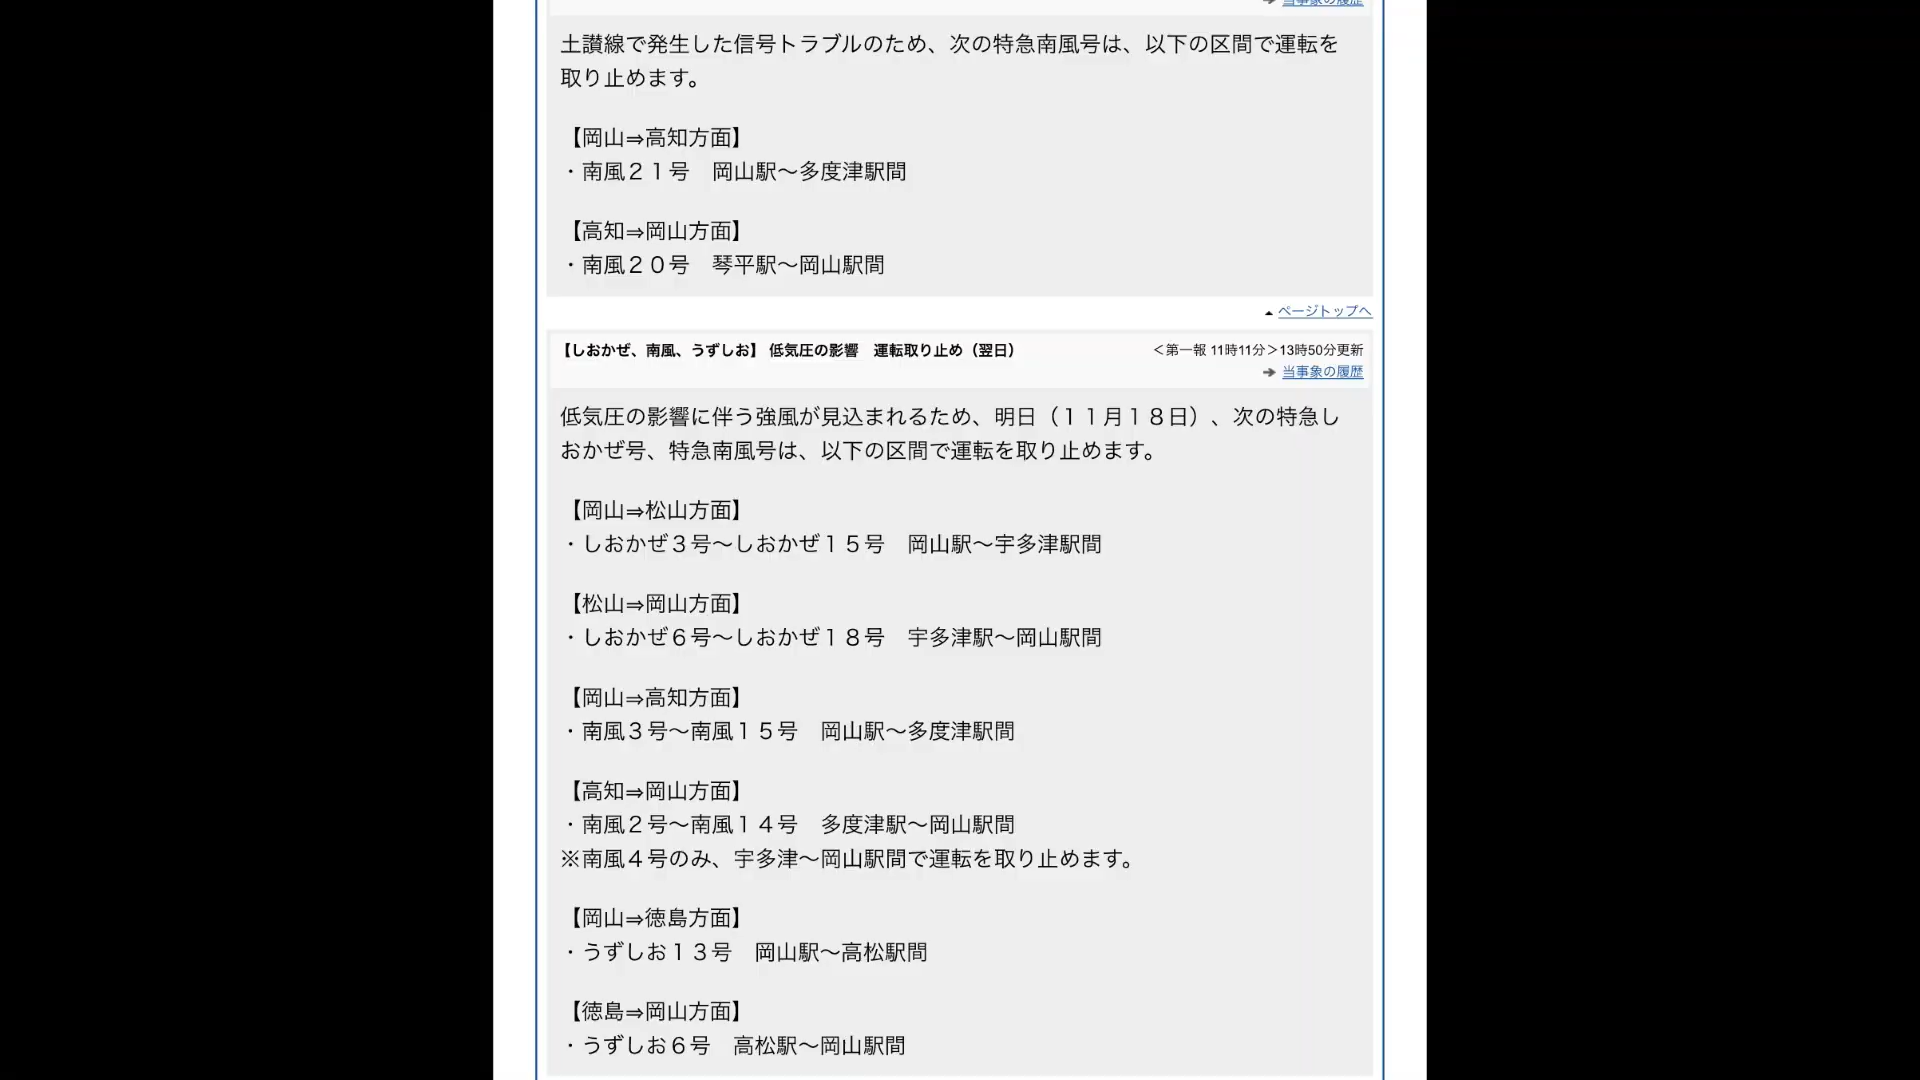 当事象の履歴
土讃線で発生した信号トラブルのため、次の特急南風号は、以下の区間で運転を
取り止めます。
【岡山⇒高知方面】
・南風２１号　岡山駅～多度津駅間
【高知⇒岡山方面】
・南風２０号　琴平駅～岡山駅間
ページトップへ
【しおかぜ、南風、うずしお】 低気圧の影響　運転取り止め（翌日）　＜第一報 11時11分＞13時50分更新
当事象の履歴
低気圧の影響に伴う強風が見込まれるため、明日（１１月１８日）、次の特急し
おかぜ号、特急南風号は、以下の区間で運転を取り止めます。
【岡山⇒松山方面】
・しおかぜ３号～しおかぜ１５号　岡山駅～宇多津駅間
【松山⇒岡山方面】
・しおかぜ６号～しおかぜ１８号　宇多津駅～岡山駅間
【岡山⇒高知方面】
・南風３号～南風１５号　岡山駅～多度津駅間
【高知⇒岡山方面】
・南風２号～南風１４号　多度津駅～岡山駅間
※南風４号のみ、宇多津～岡山駅間で運転を取り止めます。
【岡山⇒徳島方面】
・うずしお１３号　岡山駅～高松駅間
【徳島⇒岡山方面】
・うずしお６号　高松駅～岡山駅間